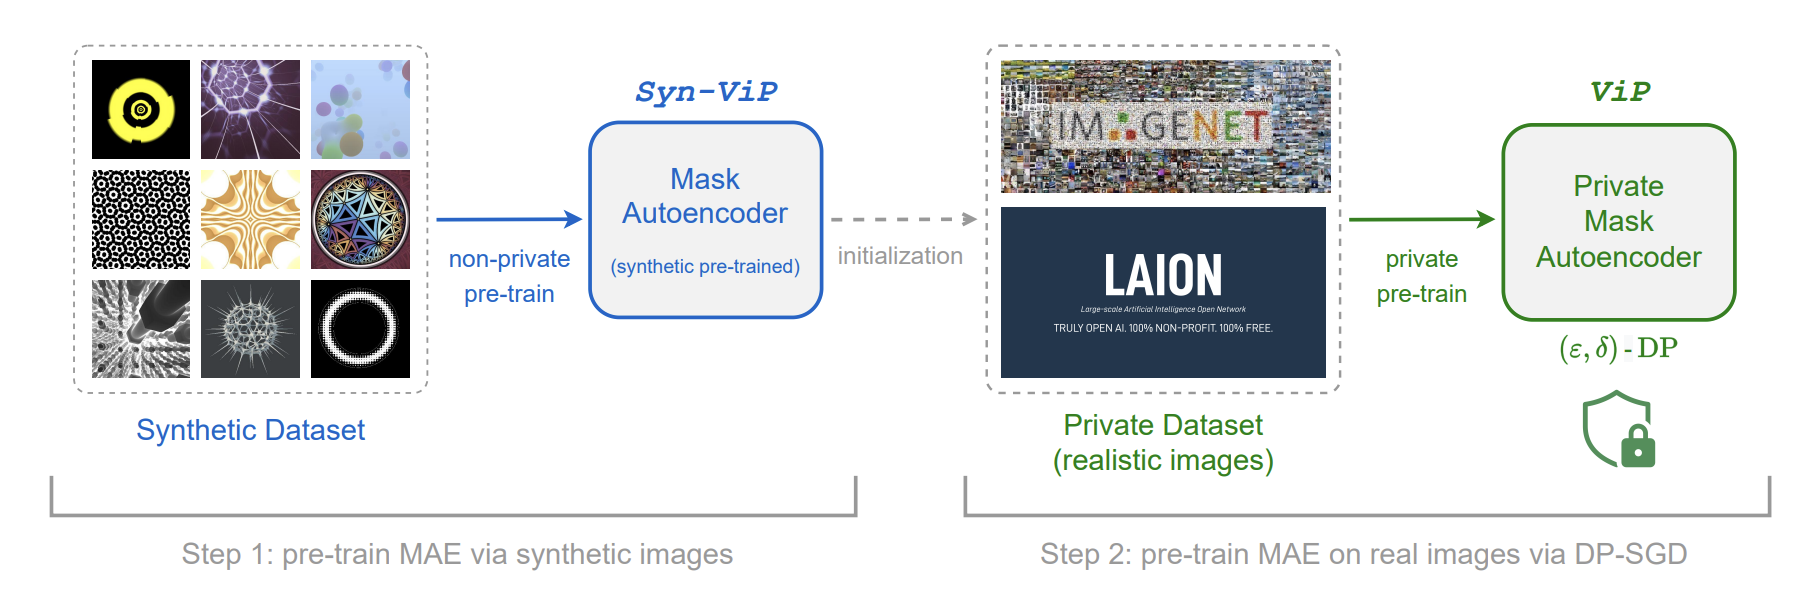 Syn-ViP
Mask
Autoencoder
(synthetic pre-trained)
non-private
pre-train
Synthetic Dataset
Step 1: pre-train MAE via synthetic images
initialization
IMAGENET
LAION
Large-scale Artificial Intelligence Open Network
TRULY OPEN AI. 100% NON-PROFIT. 100% FREE.
Private Dataset
(realistic images)
private
pre-train
ViP
Private
Mask
Autoencoder
(ε, δ) - DP
Step 2: pre-train MAE on real images via DP-SGD